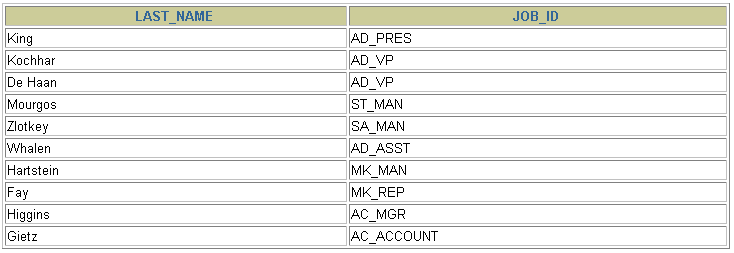 LAST_NAME JOB_ID
King AD_PRES
Kochhar AD_VP
De Haan AD_VP
Mourgos ST_MAN
Zlotkey SA_MAN
Whalen AD_ASST
Hartstein MK_MAN
Fay MK_REP
Higgins AC_MGR
Gietz AC_ACCOUNT